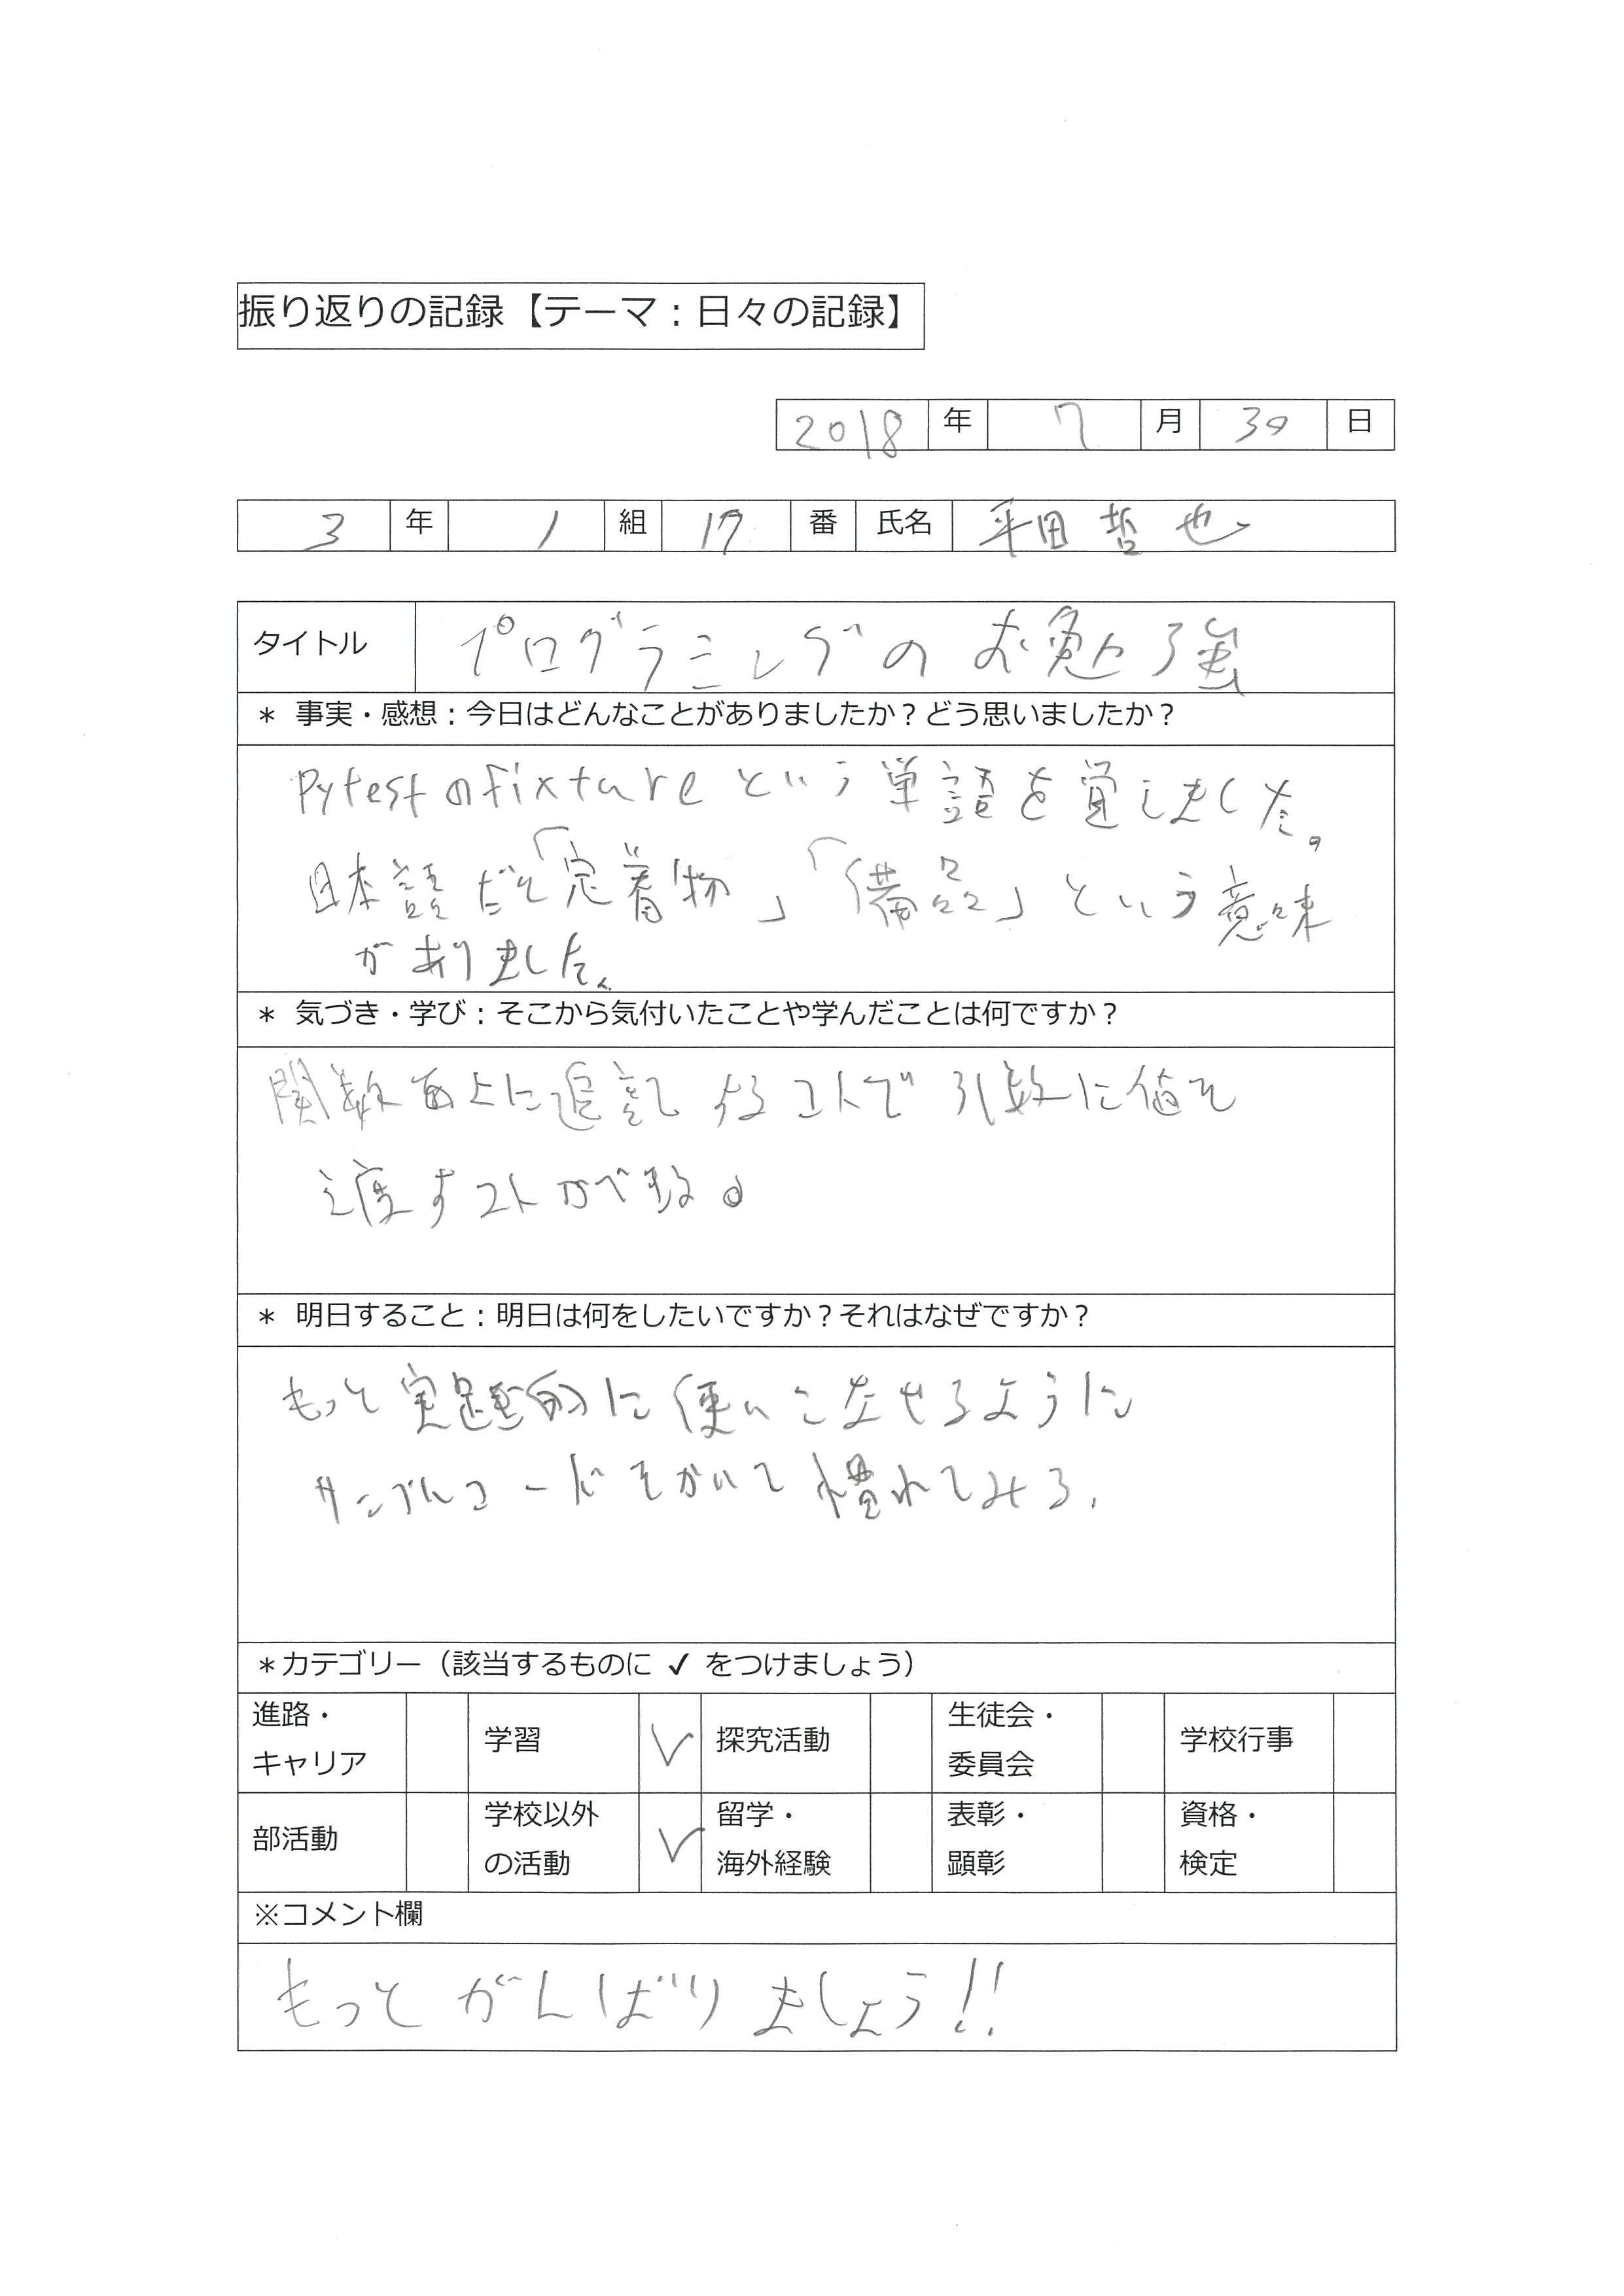 振り返りの記録【テーマ：日々の記録】
2018 年 7 月 30 日
3 年 1 組 17 番 氏名 平田 哲也
タイトル プログラミングのお勉強
＊ 事実・感想：今日はどんなことがありましたか？どう思いましたか？
Pytestのfixtureという単語を覚えました。
日本語だと「定着物」「備品」という意味
がありました。
＊ 気づき・学び：そこから気付いたことや学んだことは何ですか？
関数の上に追記するコトで引数に値を
渡すコトができる。
＊ 明日すること：明日は何をしたいですか？それはなぜですか？
もっと実践的に使いこなせるように
サンプルコードをかいて慣れてみる。
＊カテゴリー（該当するものに ✓ をつけましょう）
進路・キャリア 学習 ✓ 探究活動 生徒会・委員会 学校行事
部活動 学校以外の活動 ✓ 留学・海外経験 表彰・顕彰 資格・検定
※コメント欄
もっとがんばりましょう!!